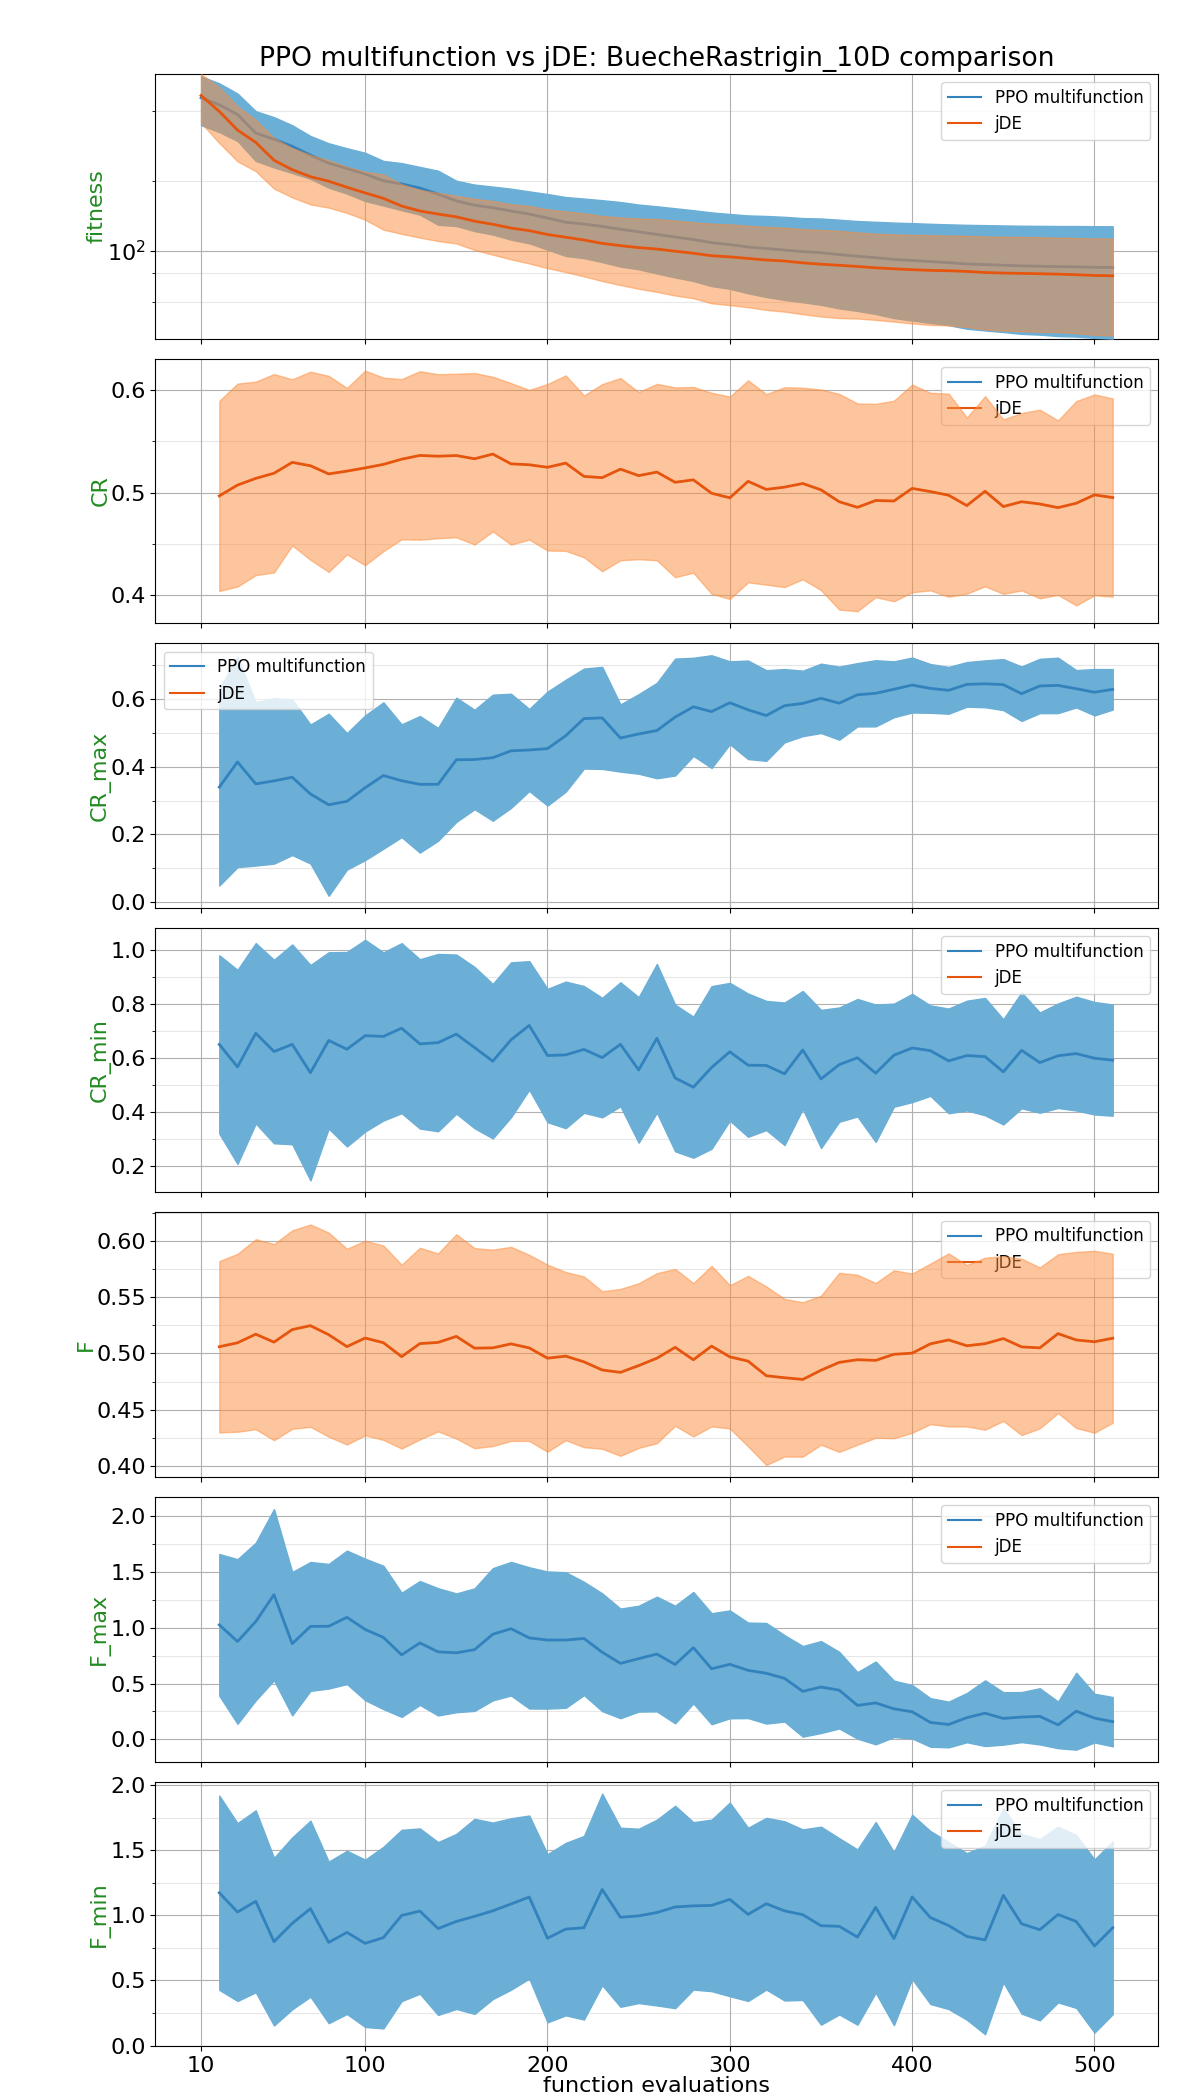 PPO multifunction vs jDE: BuecheRastrigin_10D comparison
fitness
10²
PPO multifunction
jDE
CR
0.6
0.5
0.4
PPO multifunction
jDE
CR_max
0.6
0.4
0.2
0.0
PPO multifunction
jDE
CR_min
1.0
0.8
0.6
0.4
0.2
PPO multifunction
jDE
F
0.60
0.55
0.50
0.45
0.40
PPO multifunction
jDE
F_max
2.0
1.5
1.0
0.5
0.0
PPO multifunction
jDE
F_min
2.0
1.5
1.0
0.5
0.0
PPO multifunction
jDE
10 100 200 300 400 500
function evaluations